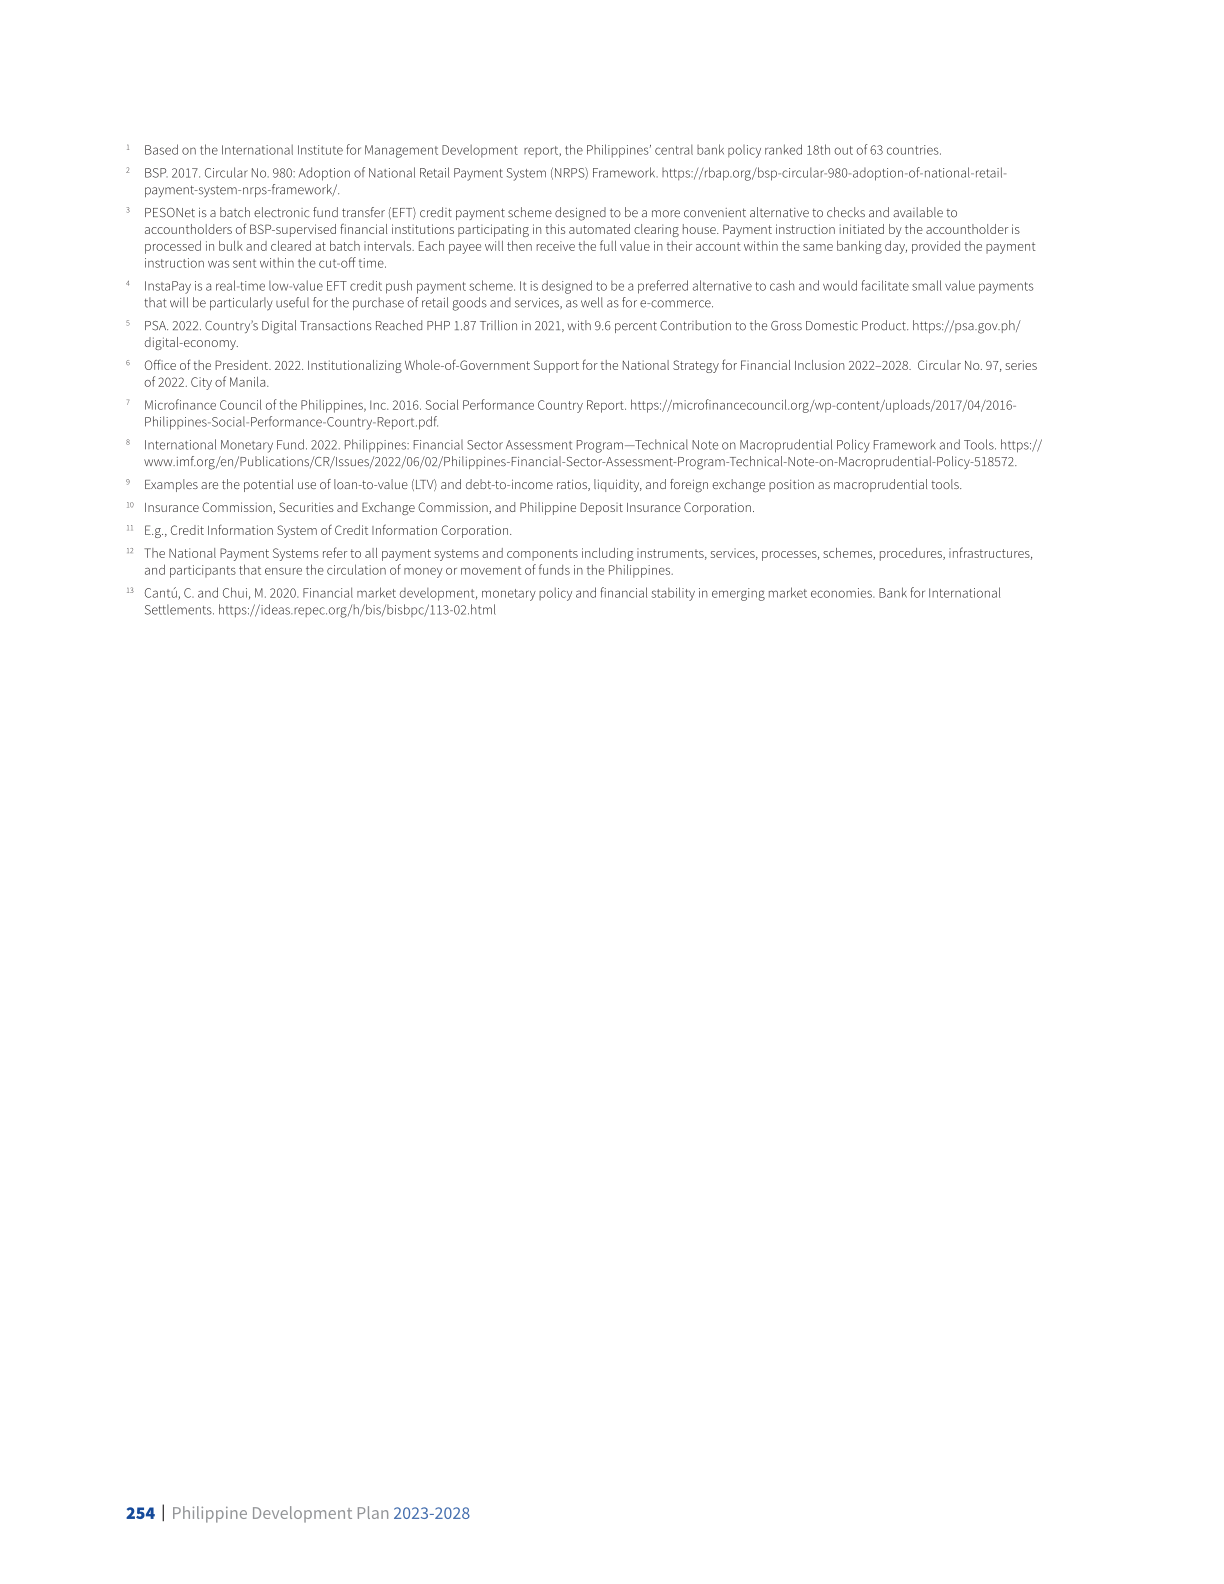 1 Based on the International Institute for Management Development  report, the Philippines’ central bank policy ranked 18th out of 63 countries.
2 BSP. 2017. Circular No. 980: Adoption of National Retail Payment System (NRPS) Framework. https://rbap.org/bsp-circular-980-adoption-of-national-retail-
payment-system-nrps-framework/.
3 PESONet is a batch electronic fund transfer (EFT) credit payment scheme designed to be a more convenient alternative to checks and available to
accountholders of BSP-supervised financial institutions participating in this automated clearing house. Payment instruction initiated by the accountholder is
processed in bulk and cleared at batch intervals. Each payee will then receive the full value in their account within the same banking day, provided the payment
instruction was sent within the cut-off time.
4 InstaPay is a real-time low-value EFT credit push payment scheme. It is designed to be a preferred alternative to cash and would facilitate small value payments
that will be particularly useful for the purchase of retail goods and services, as well as for e-commerce.
5 PSA. 2022. Country’s Digital Transactions Reached PHP 1.87 Trillion in 2021, with 9.6 percent Contribution to the Gross Domestic Product. https://psa.gov.ph/
digital-economy.
6 Office of the President. 2022. Institutionalizing Whole-of-Government Support for the National Strategy for Financial Inclusion 2022–2028.  Circular No. 97, series
of 2022. City of Manila.
7 Microfinance Council of the Philippines, Inc. 2016. Social Performance Country Report. https://microfinancecouncil.org/wp-content/uploads/2017/04/2016-
Philippines-Social-Performance-Country-Report.pdf.
8 International Monetary Fund. 2022. Philippines: Financial Sector Assessment Program—Technical Note on Macroprudential Policy Framework and Tools. https://
www.imf.org/en/Publications/CR/Issues/2022/06/02/Philippines-Financial-Sector-Assessment-Program-Technical-Note-on-Macroprudential-Policy-518572.
9 Examples are the potential use of loan-to-value (LTV) and debt-to-income ratios, liquidity, and foreign exchange position as macroprudential tools.
10 Insurance Commission, Securities and Exchange Commission, and Philippine Deposit Insurance Corporation.
11 E.g., Credit Information System of Credit Information Corporation.
12 The National Payment Systems refer to all payment systems and components including instruments, services, processes, schemes, procedures, infrastructures,
and participants that ensure the circulation of money or movement of funds in the Philippines.
13 Cantú, C. and Chui, M. 2020. Financial market development, monetary policy and financial stability in emerging market economies. Bank for International
Settlements. https://ideas.repec.org/h/bis/bisbpc/113-02.html
254 | Philippine Development Plan 2023-2028